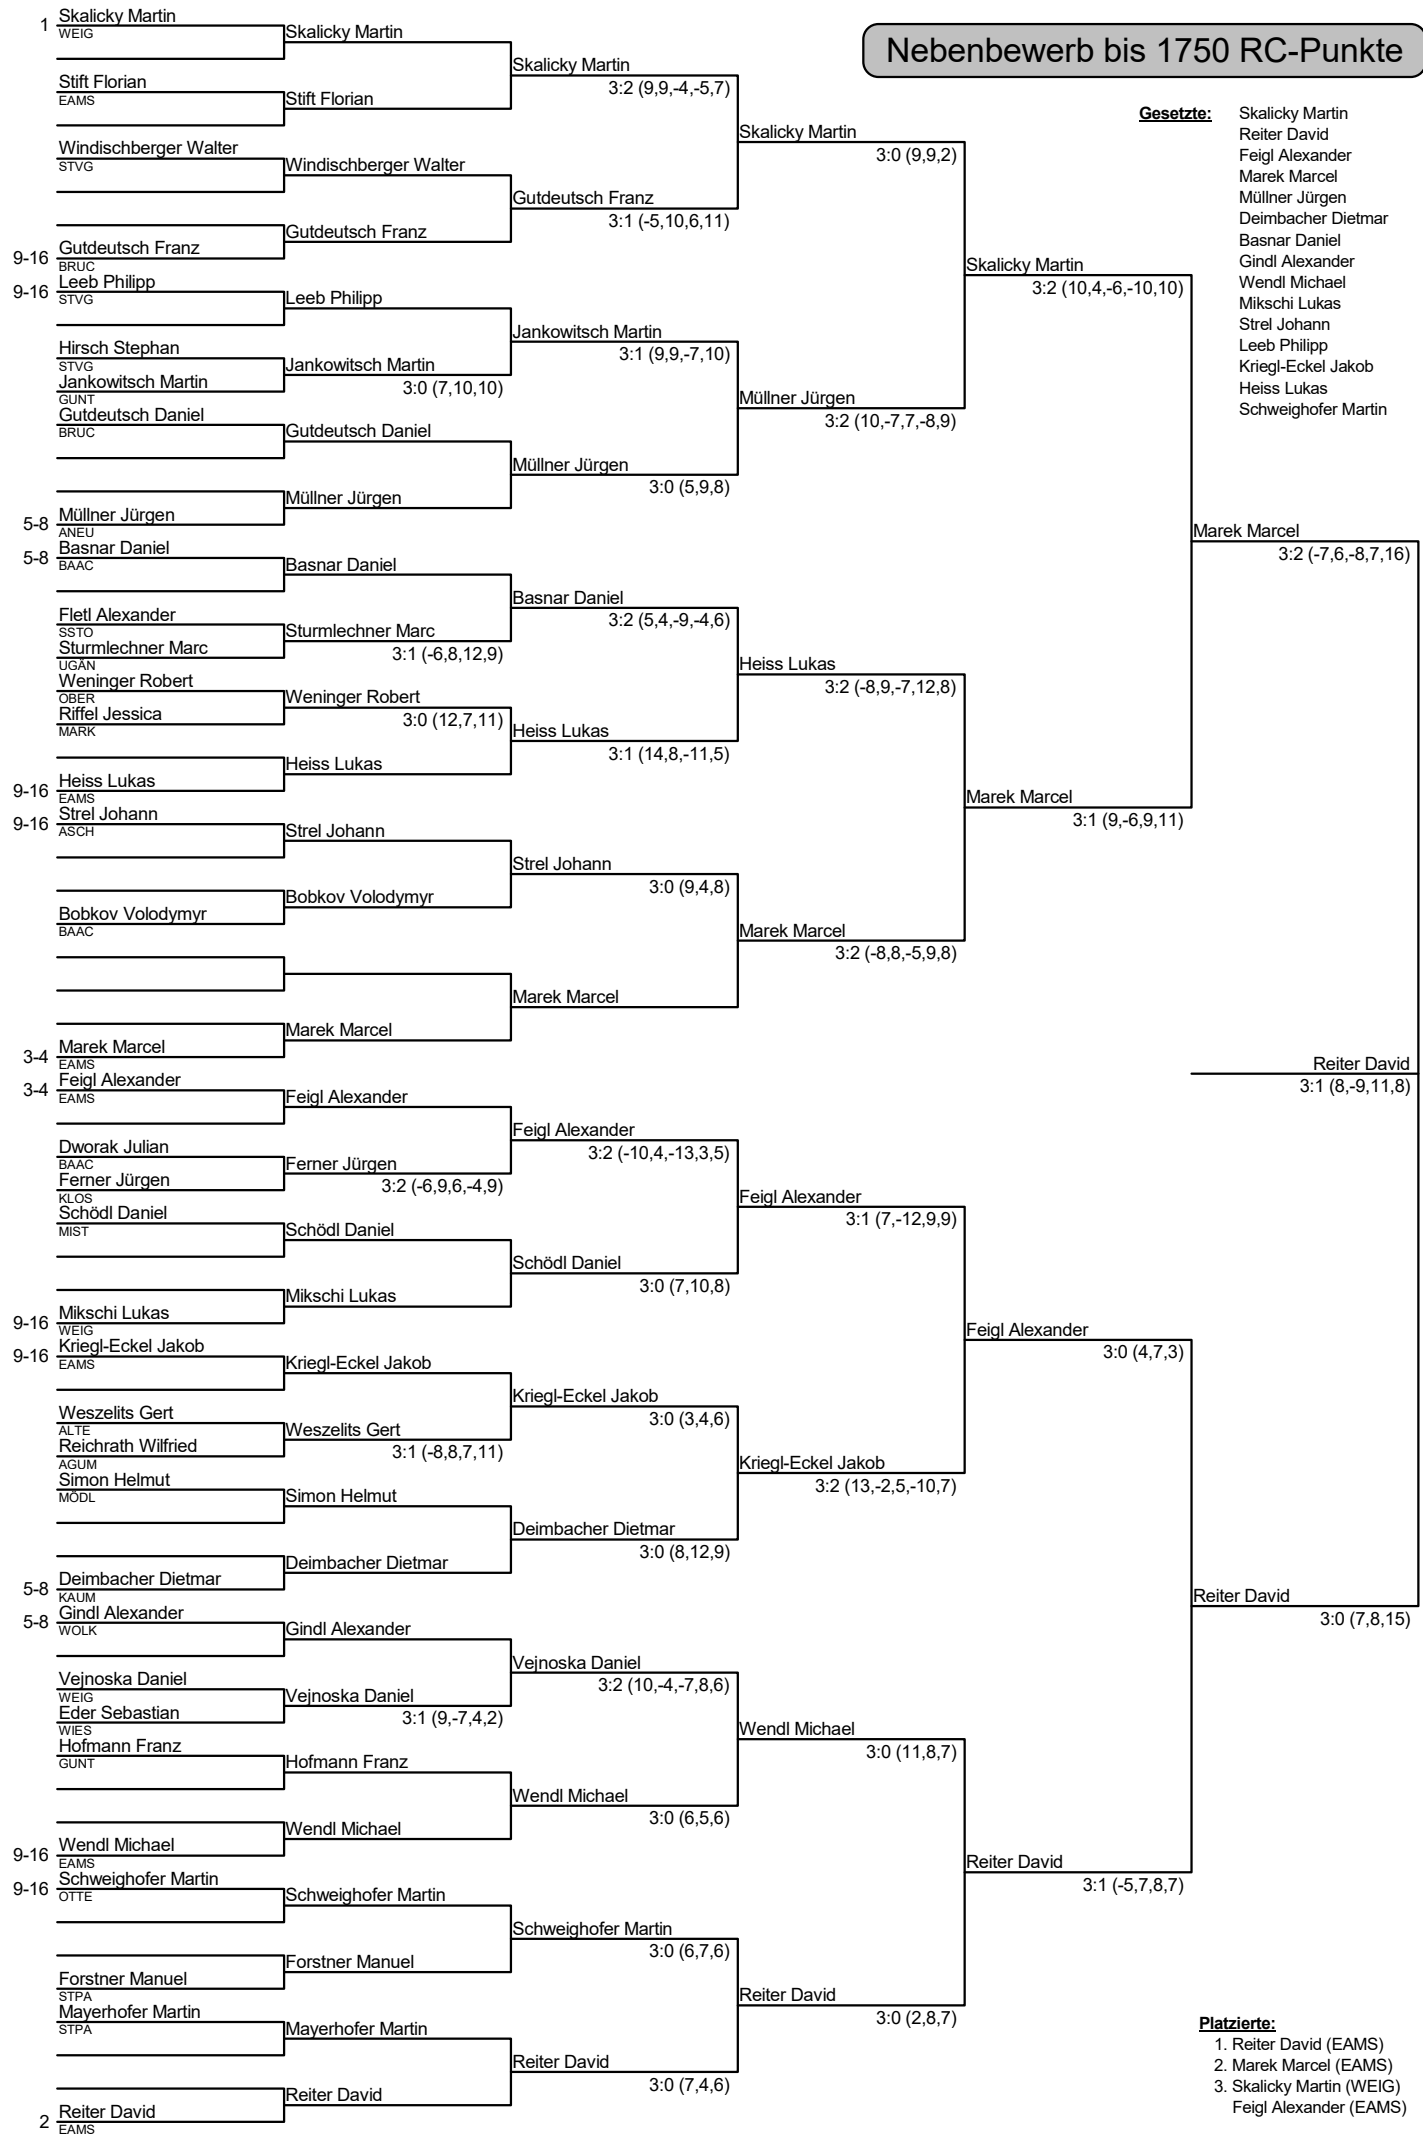 Nebenbewerb bis 1750 RC-Punkte
Gesetzte:
Skalicky Martin
Reiter David
Feigl Alexander
Marek Marcel
Müllner Jürgen
Deimbacher Dietmar
Basnar Daniel
Gindl Alexander
Wendl Michael
Mikschi Lukas
Strel Johann
Leeb Philipp
Kriegl-Eckel Jakob
Heiss Lukas
Schweighofer Martin
1
Skalicky Martin
WEIG
Stift Florian
EAMS
Windischberger Walter
STVG
9-16
Gutdeutsch Franz
BRUC
9-16
Leeb Philipp
STVG
Hirsch Stephan
STVG
Jankowitsch Martin
GUNT
Gutdeutsch Daniel
BRUC
5-8
Müllner Jürgen
ANEU
5-8
Basnar Daniel
BAAC
Fletl Alexander
SSTO
Sturmlechner Marc
UGÄN
Weninger Robert
OBER
Riffel Jessica
MARK
9-16
Heiss Lukas
EAMS
9-16
Strel Johann
ASCH
Bobkov Volodymyr
BAAC
3-4
Marek Marcel
EAMS
3-4
Feigl Alexander
EAMS
Dworak Julian
BAAC
Ferner Jürgen
KLOS
Schödl Daniel
MIST
9-16
Mikschi Lukas
WEIG
9-16
Kriegl-Eckel Jakob
EAMS
Weszelits Gert
ALTE
Reichrath Wilfried
AGUM
Simon Helmut
MÖDL
5-8
Deimbacher Dietmar
KAUM
5-8
Gindl Alexander
WOLK
Vejnoska Daniel
WEIG
Eder Sebastian
WIES
Hofmann Franz
GUNT
9-16
Wendl Michael
EAMS
9-16
Schweighofer Martin
OTTE
Forstner Manuel
STPA
Mayerhofer Martin
STPA
2
Reiter David
EAMS
Skalicky Martin
Stift Florian
Windischberger Walter
Gutdeutsch Franz
Leeb Philipp
Jankowitsch Martin
3:0 (7,10,10)
Gutdeutsch Daniel
Müllner Jürgen
Basnar Daniel
Sturmlechner Marc
3:1 (-6,8,12,9)
Weninger Robert
3:0 (12,7,11)
Heiss Lukas
Strel Johann
Bobkov Volodymyr
Marek Marcel
Feigl Alexander
Ferner Jürgen
3:2 (-6,9,6,-4,9)
Schödl Daniel
Mikschi Lukas
Kriegl-Eckel Jakob
Weszelits Gert
3:1 (-8,8,7,11)
Simon Helmut
Deimbacher Dietmar
Gindl Alexander
Vejnoska Daniel
3:1 (9,-7,4,2)
Hofmann Franz
Wendl Michael
Schweighofer Martin
Forstner Manuel
Mayerhofer Martin
Reiter David
Skalicky Martin
3:2 (9,9,-4,-5,7)
Gutdeutsch Franz
3:1 (-5,10,6,11)
Jankowitsch Martin
3:1 (9,9,-7,10)
Müllner Jürgen
3:0 (5,9,8)
Basnar Daniel
3:2 (5,4,-9,-4,6)
Heiss Lukas
3:1 (14,8,-11,5)
Strel Johann
3:0 (9,4,8)
Marek Marcel
Feigl Alexander
3:2 (-10,4,-13,3,5)
Schödl Daniel
3:0 (7,10,8)
Kriegl-Eckel Jakob
3:0 (3,4,6)
Deimbacher Dietmar
3:0 (8,12,9)
Vejnoska Daniel
3:2 (10,-4,-7,8,6)
Wendl Michael
3:0 (6,5,6)
Schweighofer Martin
3:0 (6,7,6)
Reiter David
3:0 (7,4,6)
Skalicky Martin
3:0 (9,9,2)
Müllner Jürgen
3:2 (10,-7,7,-8,9)
Heiss Lukas
3:2 (-8,9,-7,12,8)
Marek Marcel
3:2 (-8,8,-5,9,8)
Feigl Alexander
3:1 (7,-12,9,9)
Kriegl-Eckel Jakob
3:2 (13,-2,5,-10,7)
Wendl Michael
3:0 (11,8,7)
Reiter David
3:0 (2,8,7)
Skalicky Martin
3:2 (10,4,-6,-10,10)
Marek Marcel
3:1 (9,-6,9,11)
Feigl Alexander
3:0 (4,7,3)
Reiter David
3:1 (-5,7,8,7)
Marek Marcel
3:2 (-7,6,-8,7,16)
Reiter David
3:0 (7,8,15)
Reiter David
3:1 (8,-9,11,8)
Platzierte:
1. Reiter David (EAMS)
2. Marek Marcel (EAMS)
3. Skalicky Martin (WEIG)
Feigl Alexander (EAMS)